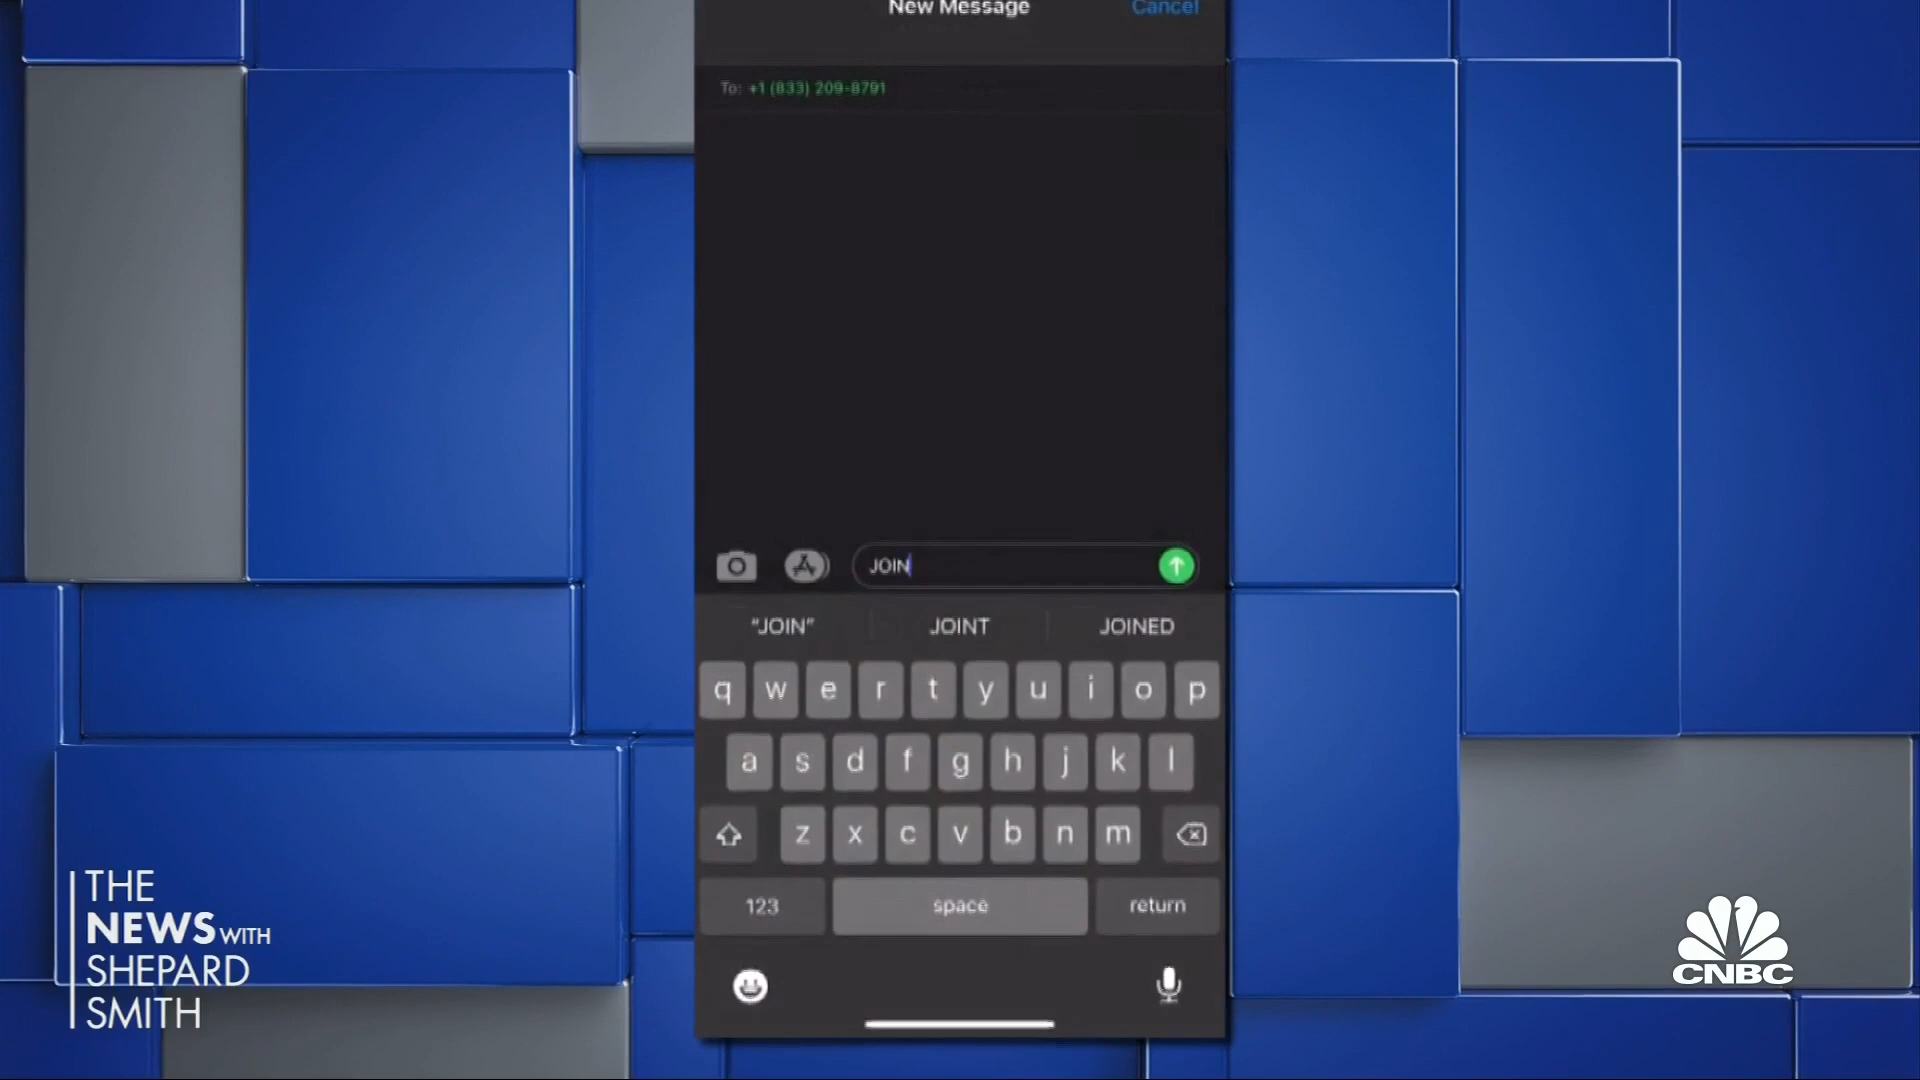 New Message
Cancel
To: +1 (833) 209-8791
JOIN
“JOIN”
JOINT
JOINED
q w e r t y u i o p
a s d f g h j k l
z x c v b n m
123
space
return
THE
NEWS WITH
SHEPARD
SMITH
CNBC